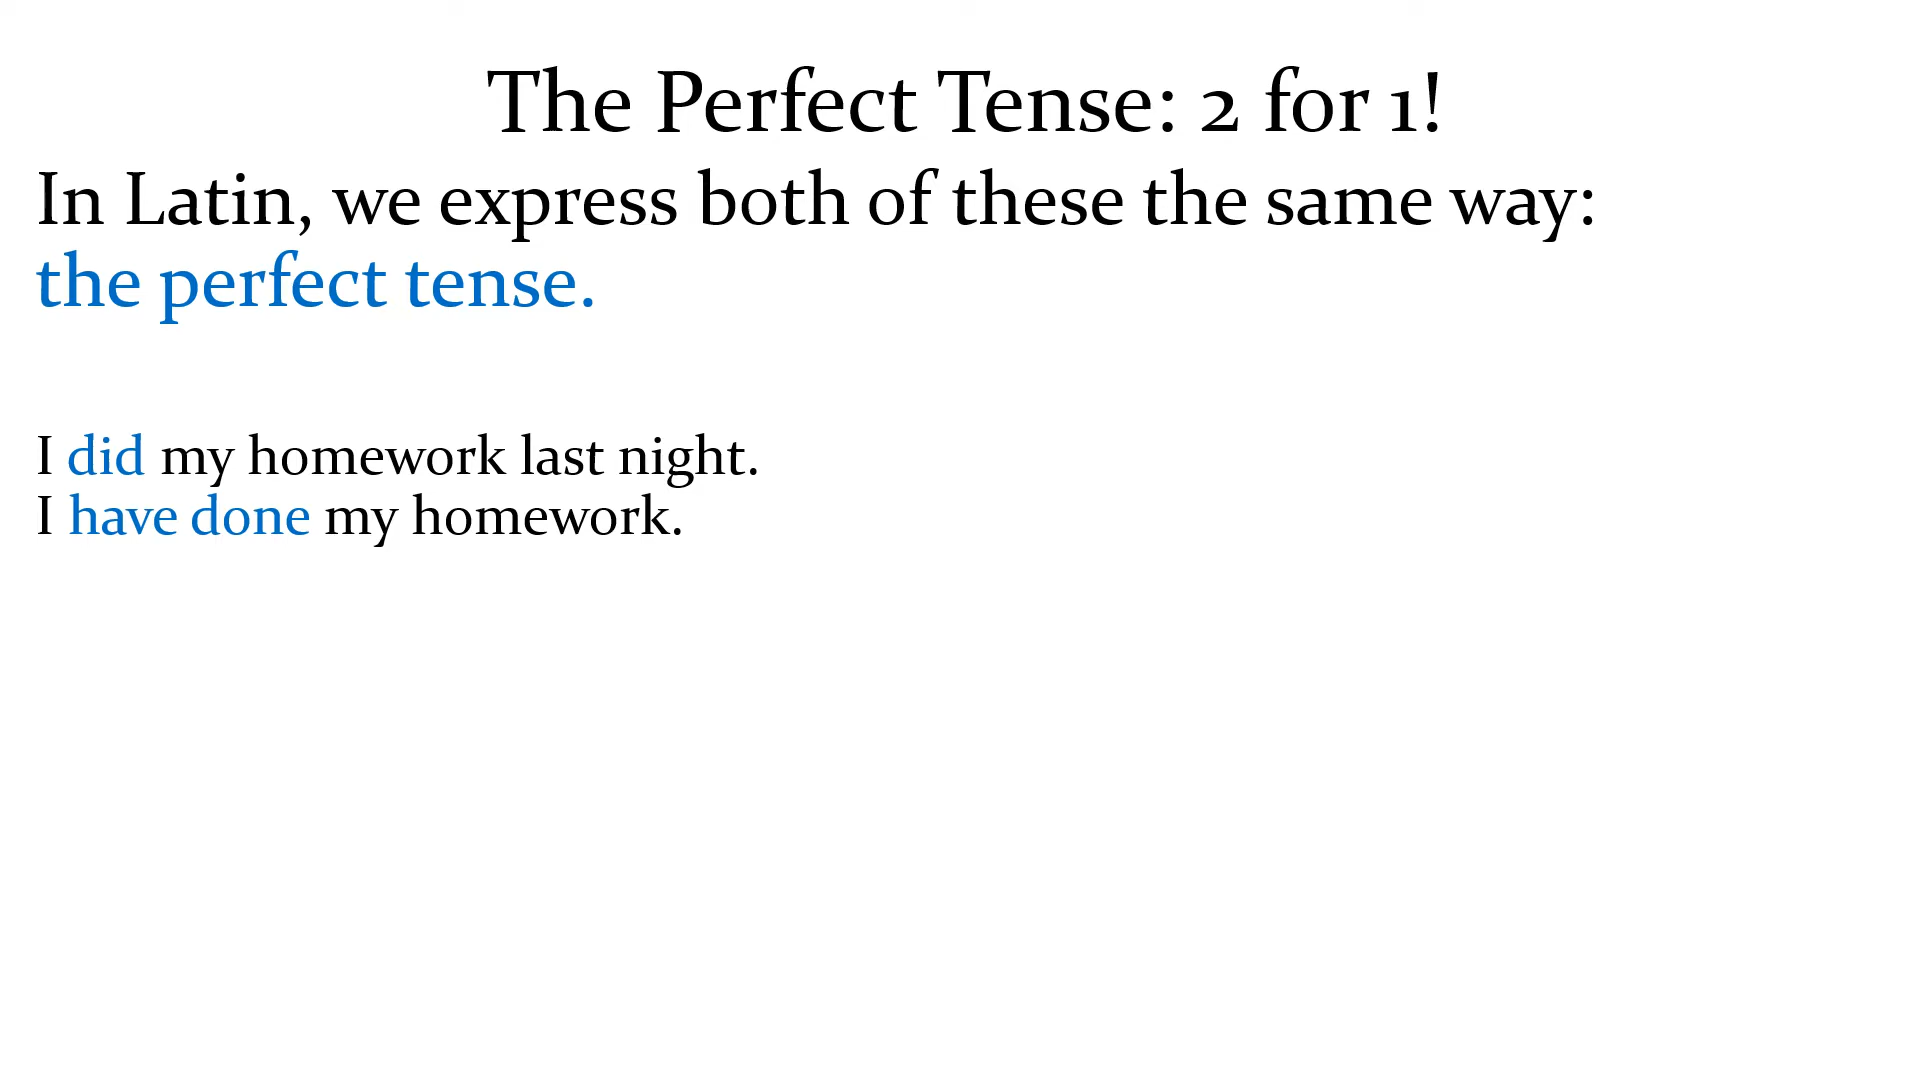 The Perfect Tense: 2 for 1!
In Latin, we express both of these the same way:
the perfect tense.
I did my homework last night.
I have done my homework.